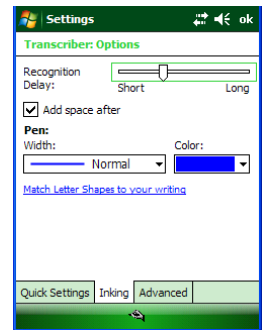 Settings ok
Transcriber: Options
Recognition
Delay:
Short Long
Add space after
Pen:
Width: Color:
Normal
Match Letter Shapes to your writing
Quick Settings Inking Advanced